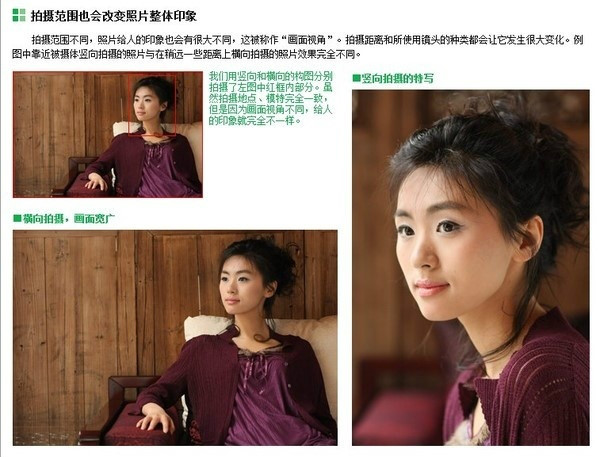 拍摄范围也会改变照片整体印象
拍摄范围不同，照片给人的印象也会有很大不同，这被称作“画面视角”。拍摄距离和所使用镜头的种类都会让它发生很大变化。例
图中靠近被摄体竖向拍摄的照片与在稍远一些距离上横向拍摄的照片效果完全不同。
我们用竖向和横向的构图分别
拍摄了左图中红框内部分。虽
然拍摄地点、模特完全一致，
但是因为画面视角不同，给人
的印象就完全不一样。
■竖向拍摄的特写
■横向拍摄，画面宽广